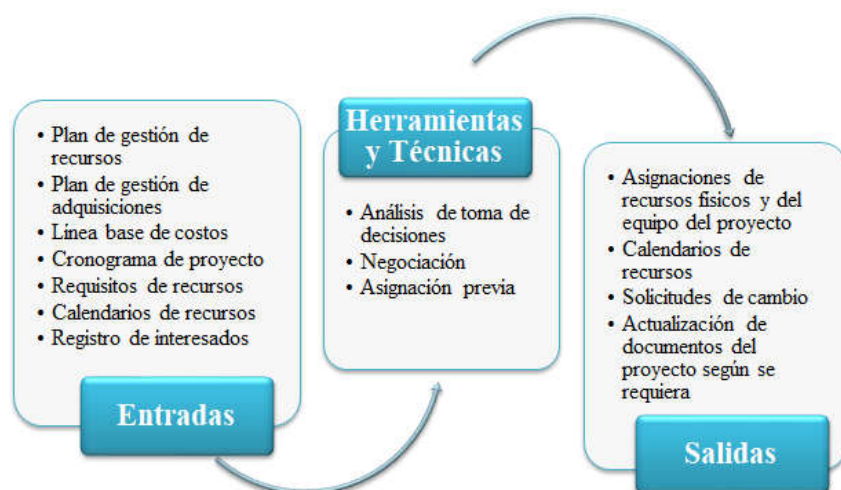 • Plan de gestión de
recursos
• Plan de gestión de
adquisiciones
• Línea base de costos
• Cronograma de proyecto
• Requisitos de recursos
• Calendarios de recursos
• Registro de interesados
Entradas
Herramientas
y Técnicas
• Análisis de toma de
decisiones
• Negociación
• Asignación previa
• Asignaciones de
recursos físicos y del
equipo del proyecto
• Calendarios de
recursos
• Solicitudes de cambio
• Actualización de
documentos del
proyecto según se
requiera
Salidas